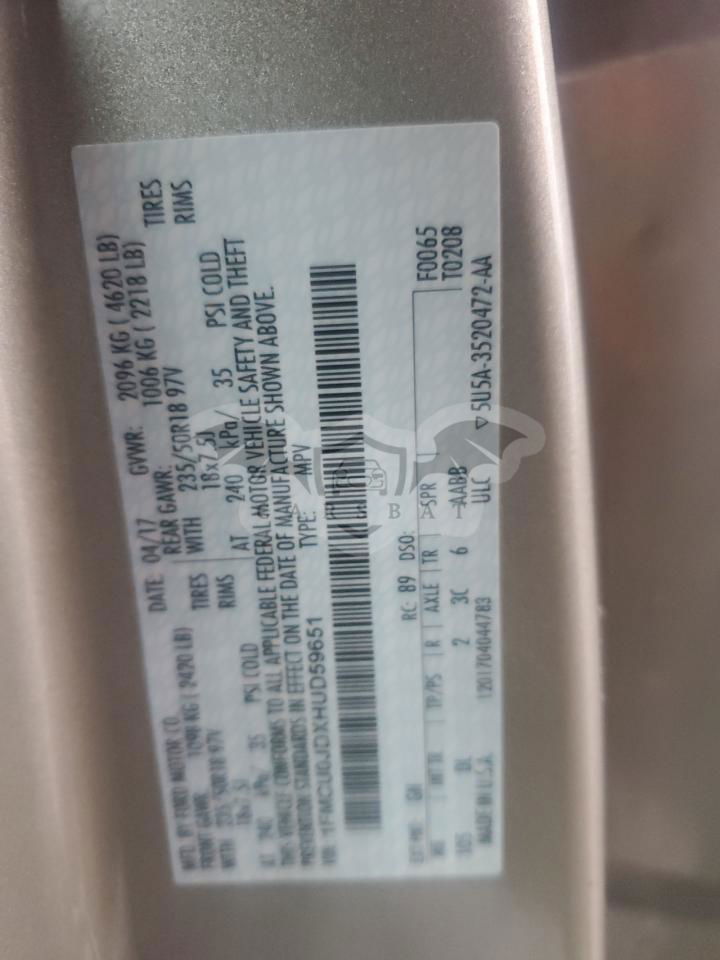 MFD. BY FORD MOTOR CO.
DATE: 04/17 GVWR: 2096 KG ( 4620 LB)
FRONT GAWR: 1098 KG ( 2420 LB) REAR GAWR: 1006 KG ( 2218 LB)
WITH 235/50R18 97V TIRES WITH 235/50R18 97V TIRES
18x7.5J RIMS 18x7.5J RIMS
AT 240 kPa/ 35 PSI COLD AT 240 kPa/ 35 PSI COLD
THIS VEHICLE CONFORMS TO ALL APPLICABLE FEDERAL MOTOR VEHICLE SAFETY AND THEFT
PREVENTION STANDARDS IN EFFECT ON THE DATE OF MANUFACTURE SHOWN ABOVE.
VIN: 1FMCU0JDXHUD59651 TYPE: MPV
F0065
T0208
EXT PNT: RC: 89 DSO:
WB INT TR TP/PS R AXLE TR SPR
105 DL 2 3C 6 AABB
MADE IN U.S.A. 1201704044783 ULC ▽5U5A-3520472-AA